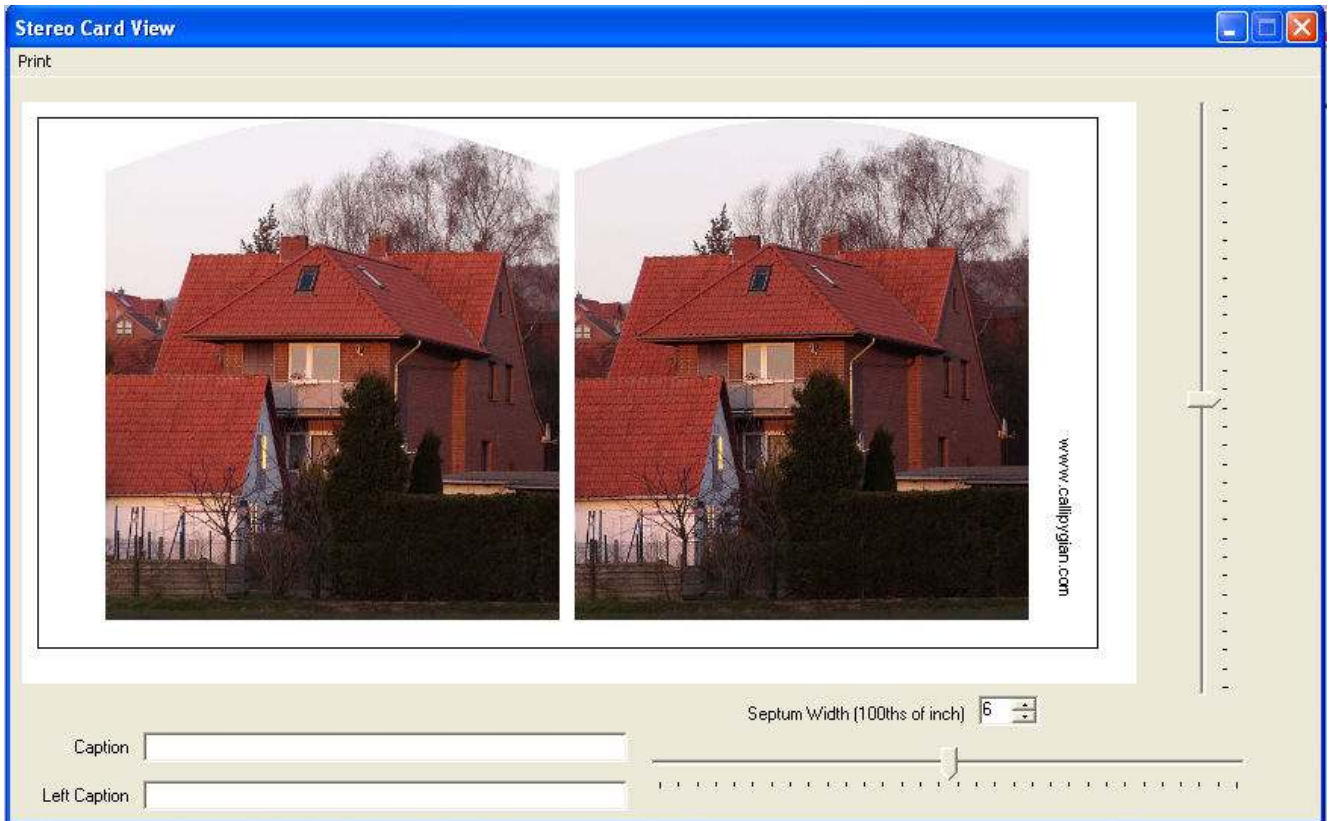 Stereo Card View
Print
www.callipygian.com
Septum Width (100ths of inch) 6
Caption
Left Caption